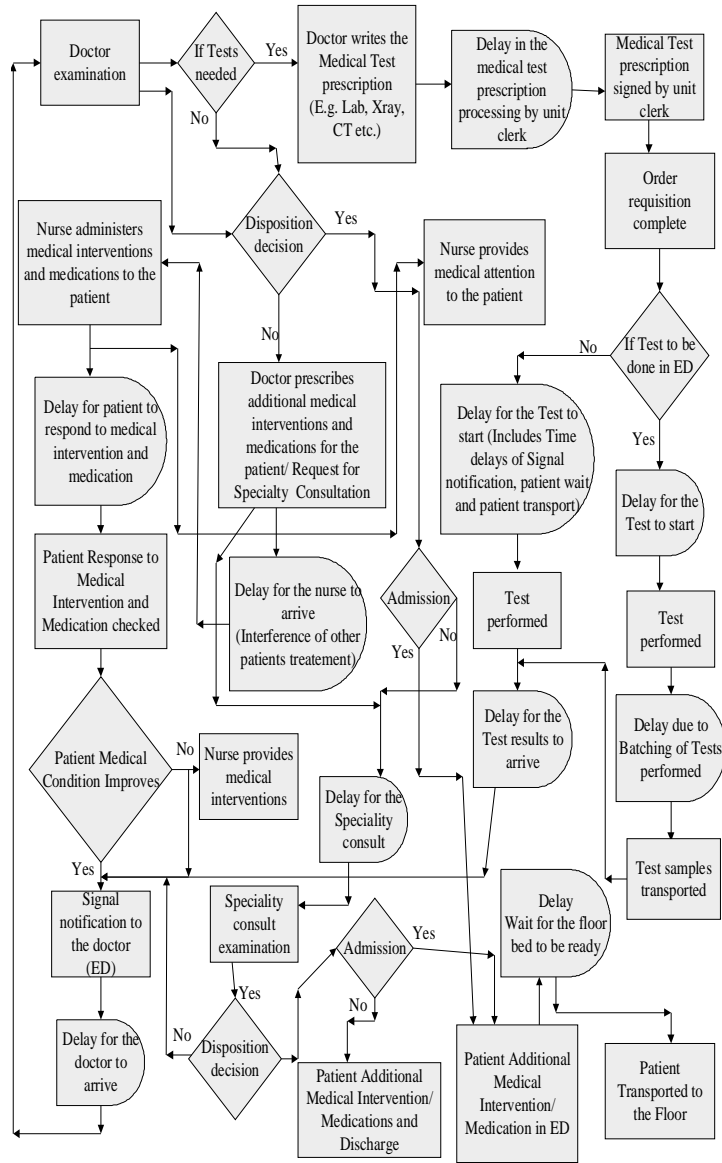 Doctor
examination
If Tests
needed
Yes
No
Doctor writes the
Medical Test
prescription
(E.g. Lab, Xray,
CT etc.)
Delay in the
medical test
prescription
processing by unit
clerk
Medical Test
prescription
signed by unit
clerk
Order
requisition
complete
Disposition
decision
Yes
No
Nurse administers
medical interventions
and medications to the
patient
Nurse provides
medical attention
to the patient
If Test to be
done in ED
No
Yes
Delay for patient to
respond to medical
intervention and
medication
Doctor prescribes
additional medical
interventions and
medications for the
patient/ Request for
Specialty Consultation
Delay for the Test to
start (Includes Time
delays of Signal
notification, patient wait
and patient transport)
Delay for the
Test to start
Patient Response to
Medical
Intervention and
Medication checked
Delay for the nurse to
arrive
(Interference of other
patients treatement)
Admission
Yes
No
Test
performed
Test
performed
Patient Medical
Condition Improves
No
Yes
Nurse provides
medical
interventions
Delay for the
Speciality
consult
Delay for the
Test results to
arrive
Delay due to
Batching of Tests
performed
Test samples
transported
Signal
notification to
the doctor
(ED)
Speciality
consult
examination
Yes
Admission
Yes
No
Delay
Wait for the floor
bed to be ready
Delay for the
doctor to
arrive
No
Disposition
decision
Patient Additional
Medical Intervention/
Medications and
Discharge
Patient Additional
Medical
Intervention/
Medication in ED
Patient
Transported to
the Floor